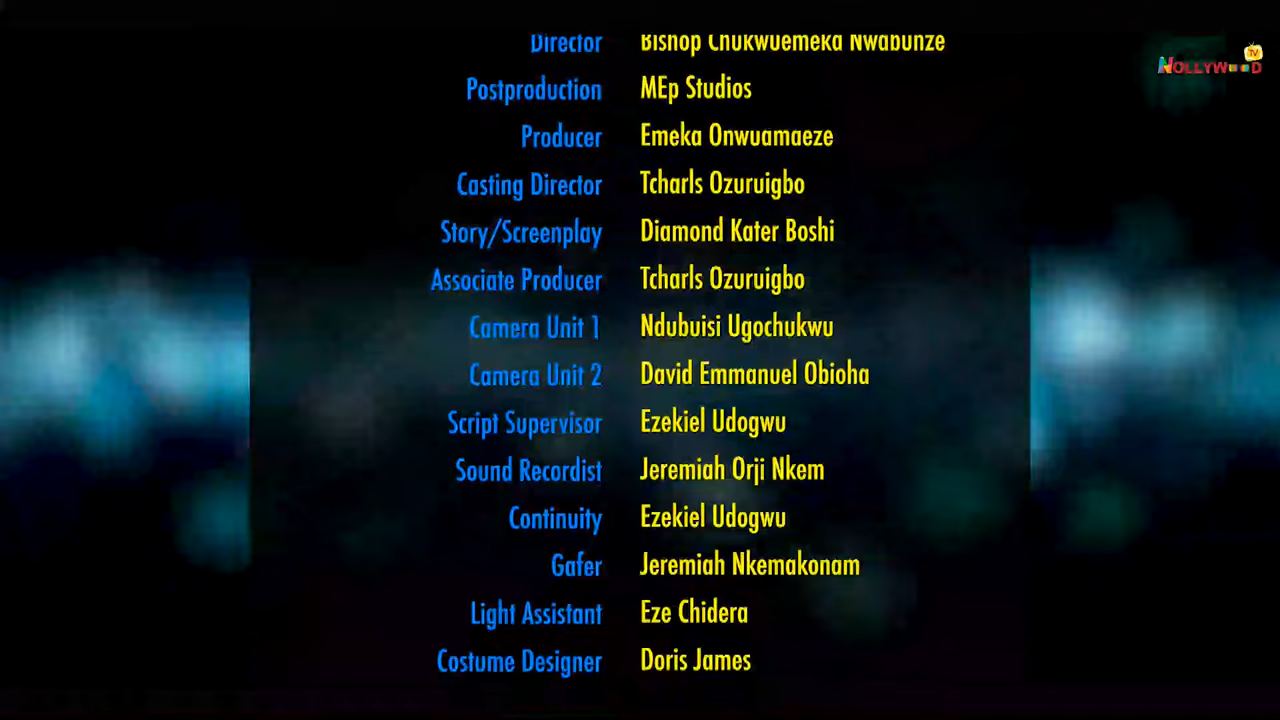 Director Bishop Chukwuemeka Nwabunze
TV
NOLLYWOOD
Postproduction MEp Studios
Producer Emeka Onwuamaeze
Casting Director Tcharls Ozuruigbo
Story/Screenplay Diamond Kater Boshi
Associate Producer Tcharls Ozuruigbo
Camera Unit 1 Ndubuisi Ugochukwu
Camera Unit 2 David Emmanuel Obioha
Script Supervisor Ezekiel Udogwu
Sound Recordist Jeremiah Orji Nkem
Continuity Ezekiel Udogwu
Gafer Jeremiah Nkemakonam
Light Assistant Eze Chidera
Costume Designer Doris James